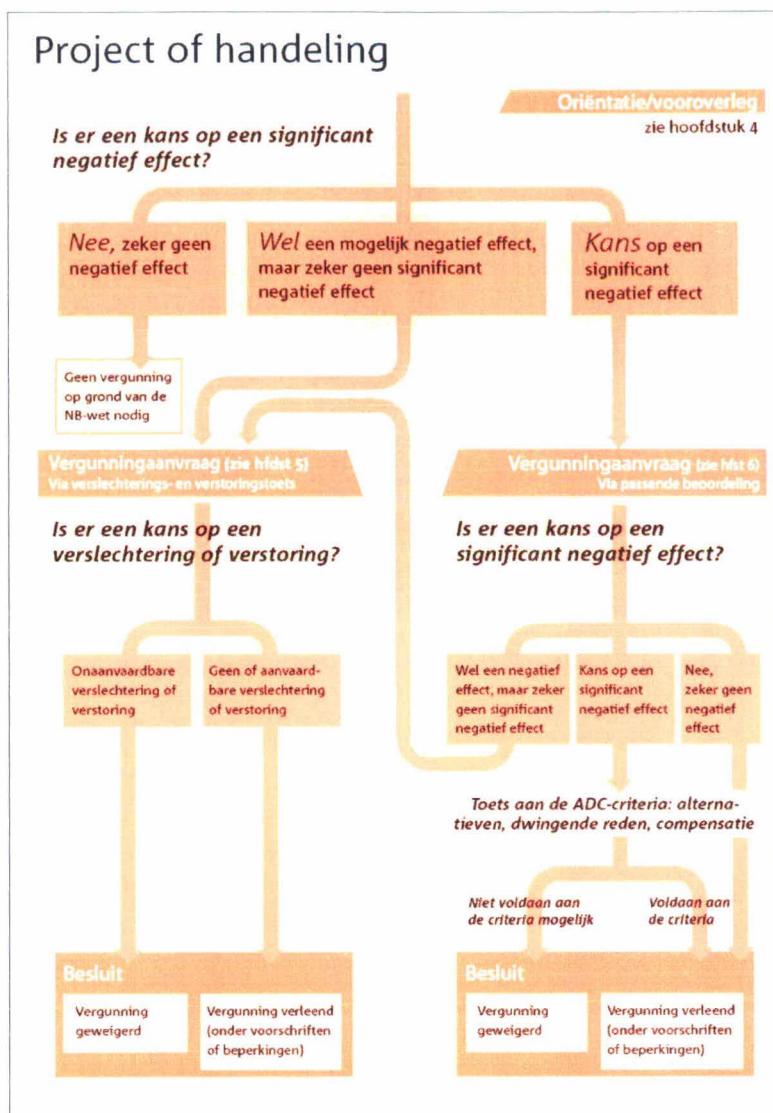 Project of handeling
Oriëntatie/vooroverleg
zie hoofdstuk 4
Is er een kans op een significant
negatief effect?
Nee, zeker geen
negatief effect
Wel een mogelijk negatief effect,
maar zeker geen significant
negatief effect
Kans op een
significant
negatief effect
Geen vergunning
op grond van de
NB-wet nodig
Vergunningaanvraag (zie hfdst 5)
Via verslechterings- en verstoringstoets
Vergunningaanvraag (zie hfst 6)
Via passende beoordeling
Is er een kans op een
verslechtering of verstoring?
Is er een kans op een
significant negatief effect?
Onaanvaardbare
verslechtering of
verstoring
Geen of aanvaard-
bare verslechtering
of verstoring
Wel een negatief
effect, maar zeker
geen significant
negatief effect
Kans op een
significant
negatief effect
Nee,
zeker geen
negatief
effect
Toets aan de ADC-criteria: alterna-
tieven, dwingende reden, compensatie
Niet voldaan aan
de criteria mogelijk
Voldaan aan
de criteria
Besluit
Vergunning
geweigerd
Vergunning verleend
(onder voorschriften
of beperkingen)
Besluit
Vergunning
geweigerd
Vergunning verleend
(onder voorschriften
of beperkingen)